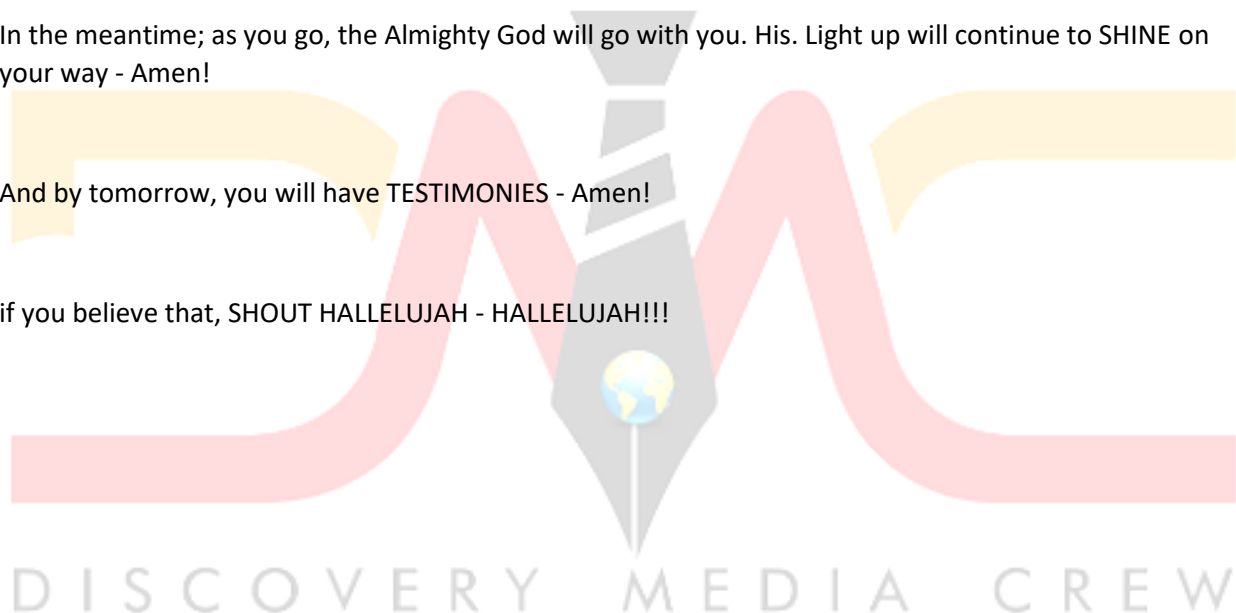 In the meantime; as you go, the Almighty God will go with you. His. Light up will continue to SHINE on
your way - Amen!
And by tomorrow, you will have TESTIMONIES - Amen!
if you believe that, SHOUT HALLELUJAH - HALLELUJAH!!!
DMC
DISCOVERY MEDIA CREW